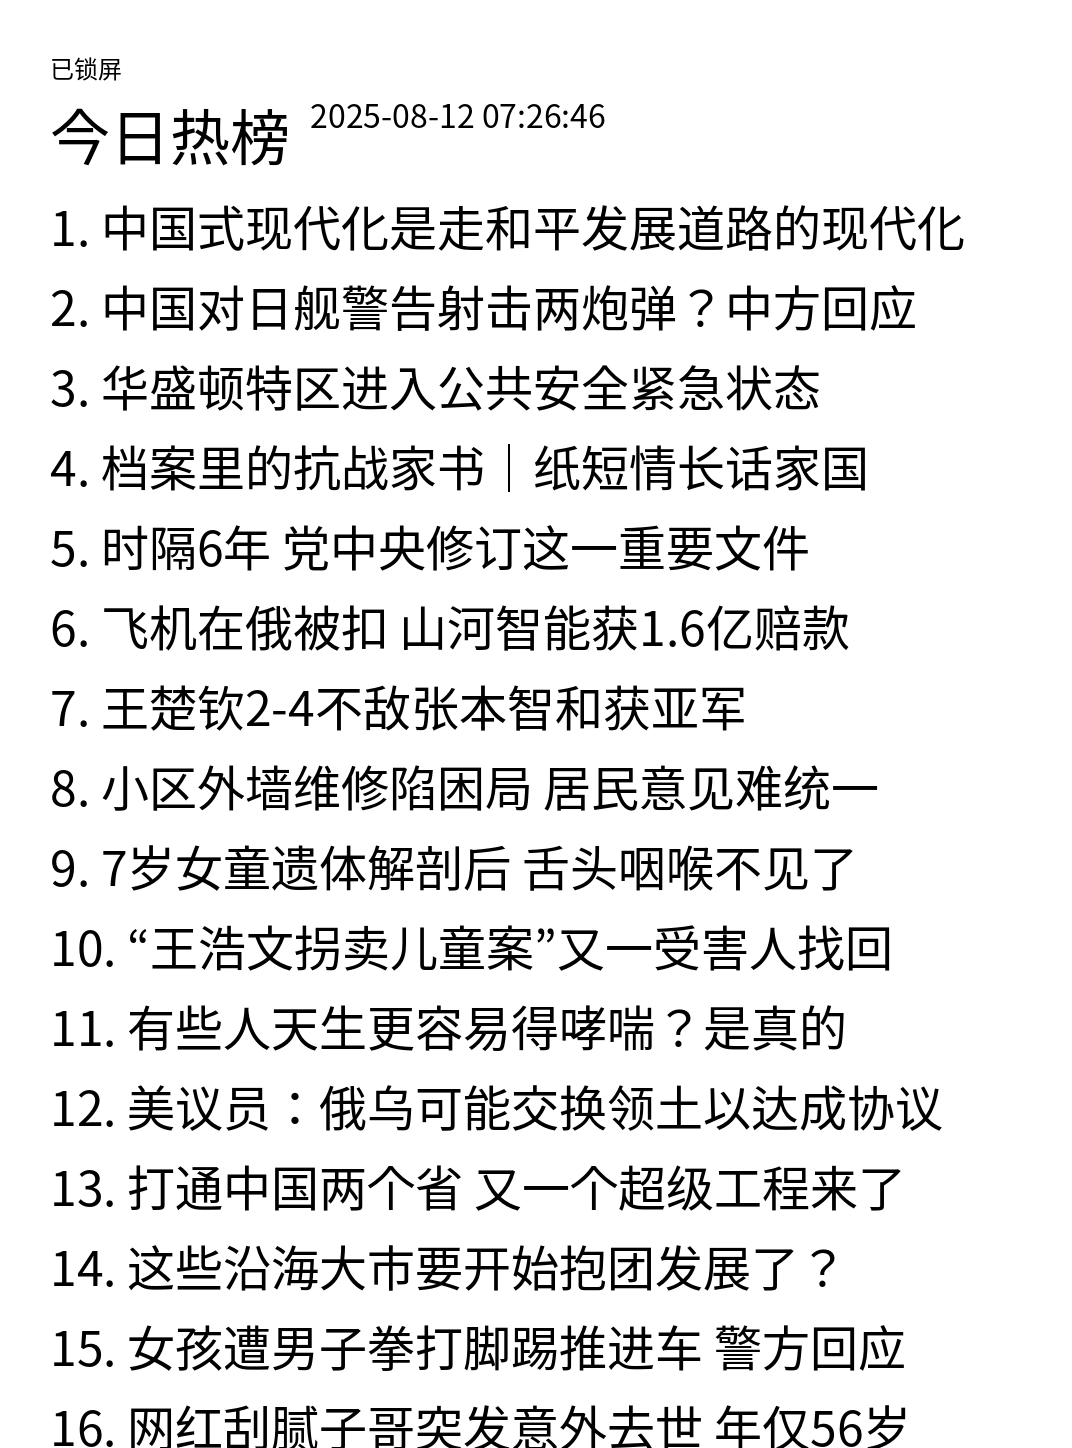 已锁屏
今日热榜 2025-08-12 07:26:46
1. 中国式现代化是走和平发展道路的现代化
2. 中国对日舰警告射击两炮弹？中方回应
3. 华盛顿特区进入公共安全紧急状态
4. 档案里的抗战家书｜纸短情长话家国
5. 时隔6年 党中央修订这一重要文件
6. 飞机在俄被扣 山河智能获1.6亿赔款
7. 王楚钦2-4不敌张本智和获亚军
8. 小区外墙维修陷困局 居民意见难统一
9. 7岁女童遗体解剖后 舌头咽喉不见了
10. “王浩文拐卖儿童案”又一受害人找回
11. 有些人天生更容易得哮喘？是真的
12. 美议员：俄乌可能交换领土以达成协议
13. 打通中国两个省 又一个超级工程来了
14. 这些沿海大市要开始抱团发展了？
15. 女孩遭男子拳打脚踢推进车 警方回应
16. 网红刮腻子哥突发意外去世 年仅56岁